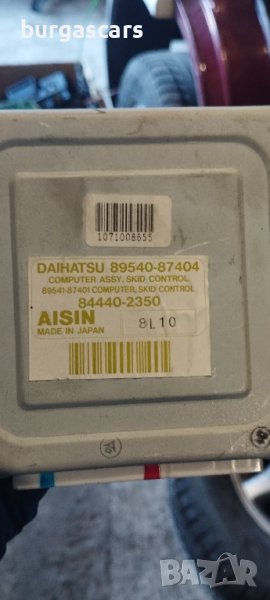 burgascars
1071008655
DAIHATSU 89540-87404
COMPUTER ASSY, SKID CONTROL
89541-87401 COMPUTER, SKID CONTROL
84440-2350
AISIN
MADE IN JAPAN
8L10
BAZAR